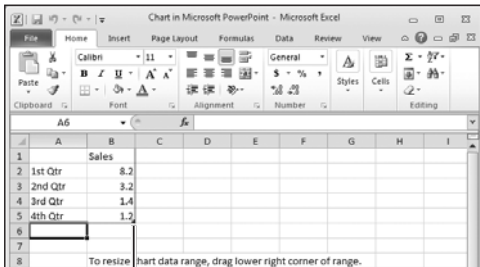 Chart in Microsoft PowerPoint - Microsoft Excel
File Home Insert Page Layout Formulas Data Review View
Paste
Calibri 11
B I U A A
A
General
$ % ,
Styles
Cells
Clipboard Font Alignment Number Editing
A6 fx
A B C D E F G H I
1 Sales
2 1st Qtr 8.2
3 2nd Qtr 3.2
4 3rd Qtr 1.4
5 4th Qtr 1.2
6
7
8 To resize chart data range, drag lower right corner of range.